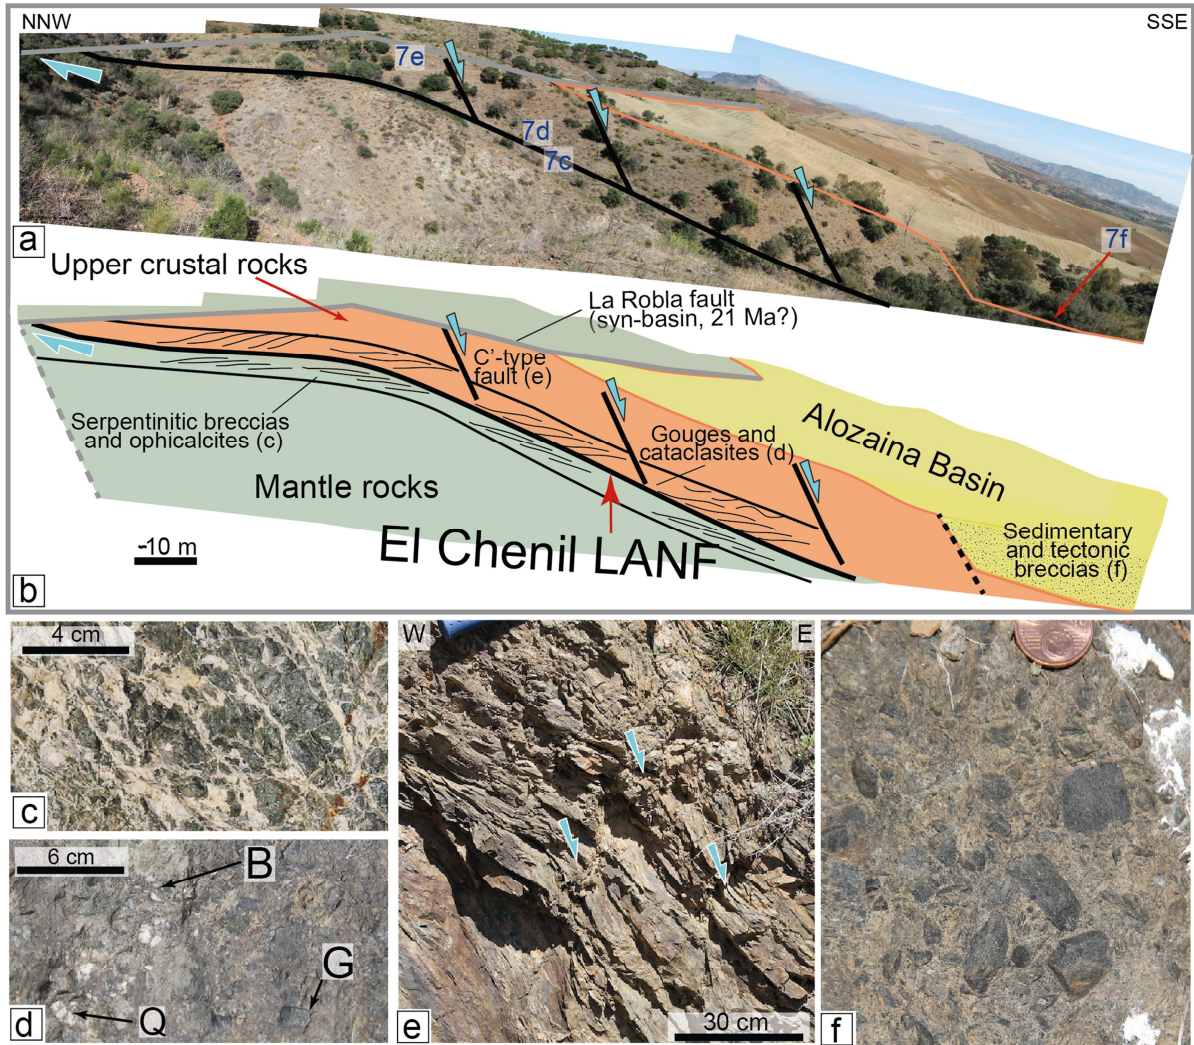 NNW
SSE
7e
7d
7c
7f
a
Upper crustal rocks
La Robla fault
(syn-basin, 21 Ma?)
C'-type
fault (e)
Serpentinitic breccias
and ophicalcites (c)
Gouges and
cataclasites (d)
Alozaina Basin
Mantle rocks
Sedimentary
and tectonic
breccias (f)
~10 m
El Chenil LANF
b
4 cm
c
6 cm
B
G
Q
d
W
E
30 cm
e
f